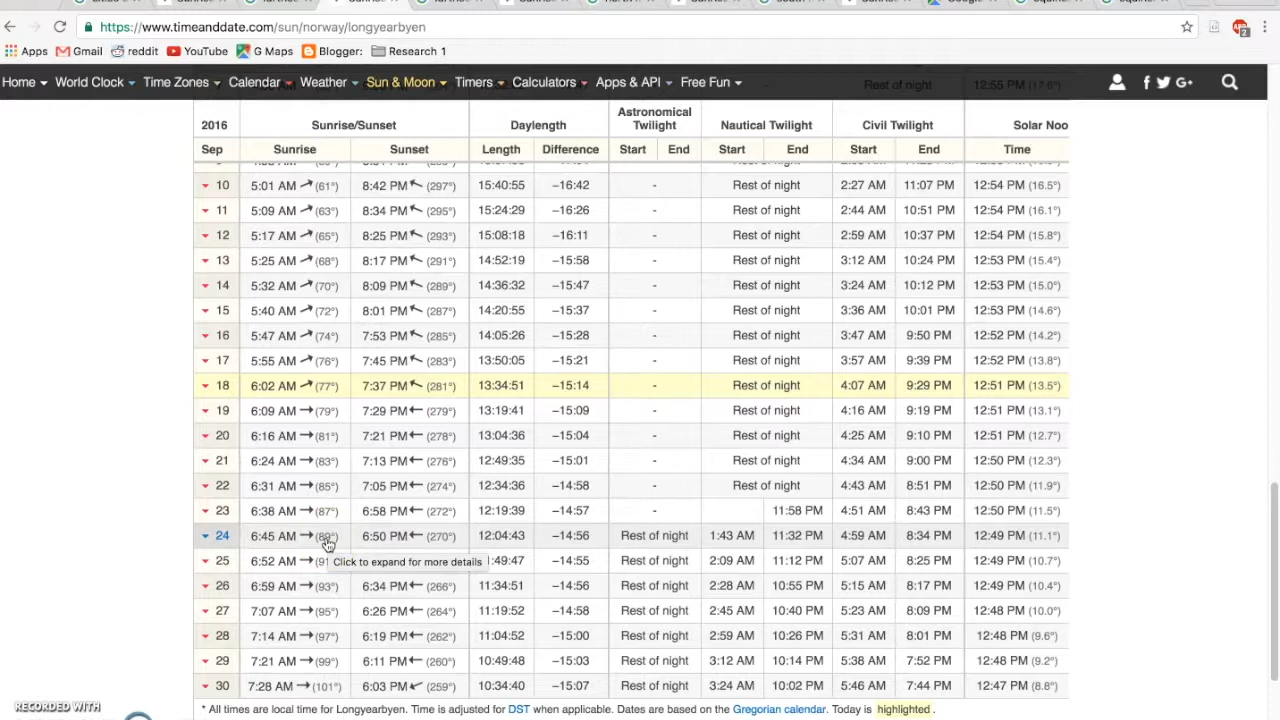 https://www.timeanddate.com/sun/norway/longyearbyen
Apps Gmail reddit YouTube G Maps Blogger: Research 1
Home World Clock Time Zones Calendar Weather Sun & Moon Timers Calculators Apps & API Free Fun
Rest of night 12:55 PM (17.6°)
2016 Sunrise/Sunset Daylength Astronomical Twilight Nautical Twilight Civil Twilight Solar Noo
Sep Sunrise Sunset Length Difference Start End Start End Start End Time
10 5:01 AM (61°) 8:42 PM (297°) 15:40:55 −16:42 - Rest of night 2:27 AM 11:07 PM 12:54 PM (16.5°)
11 5:09 AM (63°) 8:34 PM (295°) 15:24:29 −16:26 - Rest of night 2:44 AM 10:51 PM 12:54 PM (16.1°)
12 5:17 AM (65°) 8:25 PM (293°) 15:08:18 −16:11 - Rest of night 2:59 AM 10:37 PM 12:54 PM (15.8°)
13 5:25 AM (68°) 8:17 PM (291°) 14:52:19 −15:58 - Rest of night 3:12 AM 10:24 PM 12:53 PM (15.4°)
14 5:32 AM (70°) 8:09 PM (289°) 14:36:32 −15:47 - Rest of night 3:24 AM 10:12 PM 12:53 PM (15.0°)
15 5:40 AM (72°) 8:01 PM (287°) 14:20:55 −15:37 - Rest of night 3:36 AM 10:01 PM 12:53 PM (14.6°)
16 5:47 AM (74°) 7:53 PM (285°) 14:05:26 −15:28 - Rest of night 3:47 AM 9:50 PM 12:52 PM (14.2°)
17 5:55 AM (76°) 7:45 PM (283°) 13:50:05 −15:21 - Rest of night 3:57 AM 9:39 PM 12:52 PM (13.8°)
18 6:02 AM (77°) 7:37 PM (281°) 13:34:51 −15:14 - Rest of night 4:07 AM 9:29 PM 12:51 PM (13.5°)
19 6:09 AM (79°) 7:29 PM (279°) 13:19:41 −15:09 - Rest of night 4:16 AM 9:19 PM 12:51 PM (13.1°)
20 6:16 AM (81°) 7:21 PM (278°) 13:04:36 −15:04 - Rest of night 4:25 AM 9:10 PM 12:51 PM (12.7°)
21 6:24 AM (83°) 7:13 PM (276°) 12:49:35 −15:01 - Rest of night 4:34 AM 9:00 PM 12:50 PM (12.3°)
22 6:31 AM (85°) 7:05 PM (274°) 12:34:36 −14:58 - Rest of night 4:43 AM 8:51 PM 12:50 PM (11.9°)
23 6:38 AM (87°) 6:58 PM (272°) 12:19:39 −14:57 - 11:58 PM 4:51 AM 8:43 PM 12:50 PM (11.5°)
24 6:45 AM 6:50 PM (270°) 12:04:43 −14:56 Rest of night 1:43 AM 11:32 PM 4:59 AM 8:34 PM 12:49 PM (11.1°)
25 6:52 AM (91 Click to expand for more details :49:47 −14:55 Rest of night 2:09 AM 11:12 PM 5:07 AM 8:25 PM 12:49 PM (10.7°)
26 6:59 AM (93°) 6:34 PM (266°) 11:34:51 −14:56 Rest of night 2:28 AM 10:55 PM 5:15 AM 8:17 PM 12:49 PM (10.4°)
27 7:07 AM (95°) 6:26 PM (264°) 11:19:52 −14:58 Rest of night 2:45 AM 10:40 PM 5:23 AM 8:09 PM 12:48 PM (10.0°)
28 7:14 AM (97°) 6:19 PM (262°) 11:04:52 −15:00 Rest of night 2:59 AM 10:26 PM 5:31 AM 8:01 PM 12:48 PM (9.6°)
29 7:21 AM (99°) 6:11 PM (260°) 10:49:48 −15:03 Rest of night 3:12 AM 10:14 PM 5:38 AM 7:52 PM 12:48 PM (9.2°)
30 7:28 AM (101°) 6:03 PM (259°) 10:34:40 −15:07 Rest of night 3:24 AM 10:02 PM 5:46 AM 7:44 PM 12:47 PM (8.8°)
RECORDED WITH
* All times are local time for Longyearbyen. Time is adjusted for DST when applicable. Dates are based on the Gregorian calendar. Today is highlighted .